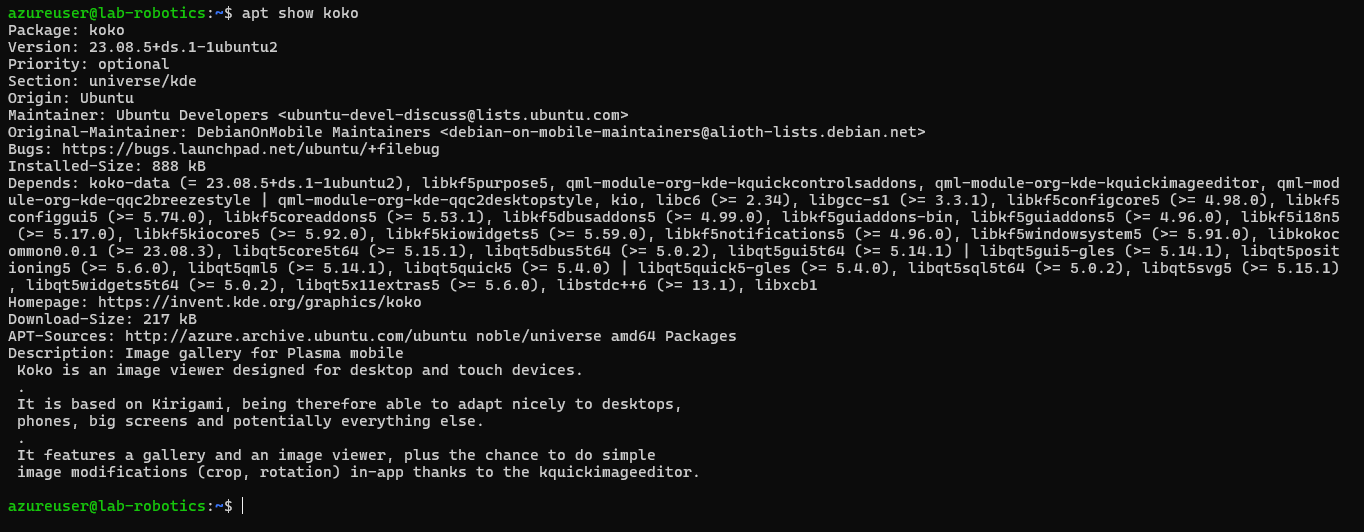 azureuser@lab-robotics:~$ apt show koko
Package: koko
Version: 23.08.5+ds.1-1ubuntu2
Priority: optional
Section: universe/kde
Origin: Ubuntu
Maintainer: Ubuntu Developers <ubuntu-devel-discuss@lists.ubuntu.com>
Original-Maintainer: DebianOnMobile Maintainers <debian-on-mobile-maintainers@alioth-lists.debian.net>
Bugs: https://bugs.launchpad.net/ubuntu/+filebug
Installed-Size: 888 kB
Depends: koko-data (= 23.08.5+ds.1-1ubuntu2), libkf5purpose5, qml-module-org-kde-kquickcontrolsaddons, qml-module-org-kde-kquickimageeditor, qml-mod
ule-org-kde-qqc2breezestyle | qml-module-org-kde-qqc2desktopstyle, kio, libc6 (>= 2.34), libgcc-s1 (>= 3.3.1), libkf5configcore5 (>= 4.98.0), libkf5
configgui5 (>= 5.74.0), libkf5coreaddons5 (>= 5.53.1), libkf5dbusaddons5 (>= 4.99.0), libkf5guiaddons-bin, libkf5guiaddons5 (>= 4.96.0), libkf5i18n5
 (>= 5.17.0), libkf5kiocore5 (>= 5.92.0), libkf5kiowidgets5 (>= 5.59.0), libkf5notifications5 (>= 4.96.0), libkf5windowsystem5 (>= 5.91.0), libkokoc
ommon0.0.1 (>= 23.08.3), libqt5core5t64 (>= 5.15.1), libqt5dbus5t64 (>= 5.0.2), libqt5gui5t64 (>= 5.14.1) | libqt5gui5-gles (>= 5.14.1), libqt5posit
ioning5 (>= 5.6.0), libqt5qml5 (>= 5.14.1), libqt5quick5 (>= 5.4.0) | libqt5quick5-gles (>= 5.4.0), libqt5sql5t64 (>= 5.0.2), libqt5svg5 (>= 5.15.1)
, libqt5widgets5t64 (>= 5.0.2), libqt5x11extras5 (>= 5.6.0), libstdc++6 (>= 13.1), libxcb1
Homepage: https://invent.kde.org/graphics/koko
Download-Size: 217 kB
APT-Sources: http://azure.archive.ubuntu.com/ubuntu noble/universe amd64 Packages
Description: Image gallery for Plasma mobile
 Koko is an image viewer designed for desktop and touch devices.
 .
 It is based on Kirigami, being therefore able to adapt nicely to desktops,
 phones, big screens and potentially everything else.
 .
 It features a gallery and an image viewer, plus the chance to do simple
 image modifications (crop, rotation) in-app thanks to the kquickimageeditor.
azureuser@lab-robotics:~$